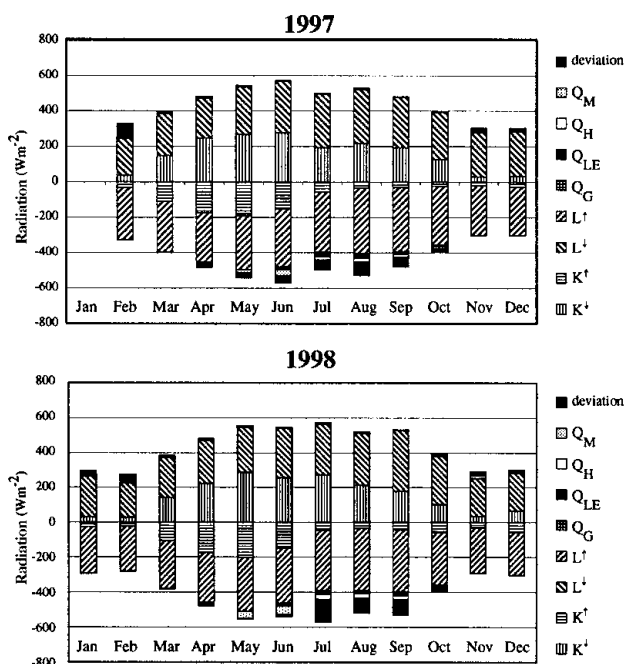 1997
Radiation (Wm-2)
800
600
400
200
0
-200
-400
-600
-800
Jan Feb Mar Apr May Jun Jul Aug Sep Oct Nov Dec
deviation
QM
QH
QLE
QG
L↑
L↓
K↑
K↓
1998
Radiation (Wm-2)
800
600
400
200
0
-200
-400
-600
-800
Jan Feb Mar Apr May Jun Jul Aug Sep Oct Nov Dec
deviation
QM
QH
QLE
QG
L↑
L↓
K↑
K↓